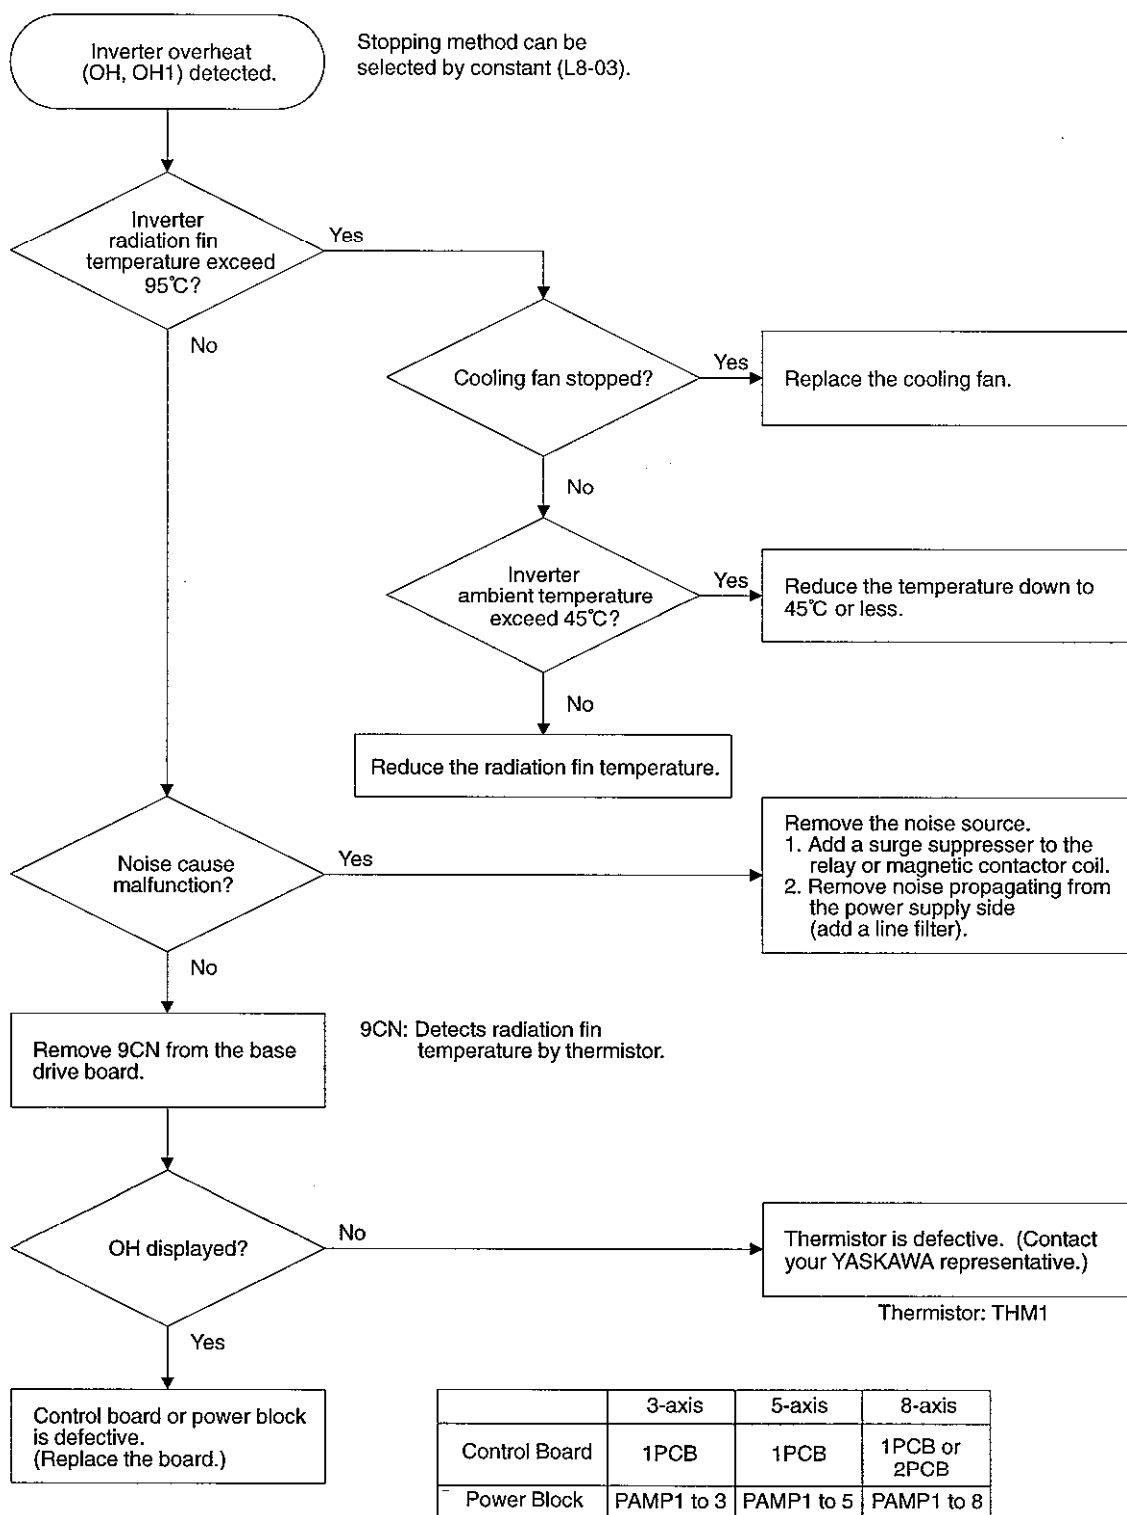 Inverter overheat
(OH, OH1) detected.
Stopping method can be
selected by constant (L8-03).
Inverter
radiation fin
temperature exceed
95℃?
Yes
No
Cooling fan stopped?
Yes
Replace the cooling fan.
No
Inverter
ambient temperature
exceed 45℃?
Yes
Reduce the temperature down to
45℃ or less.
No
Reduce the radiation fin temperature.
Noise cause
malfunction?
Yes
Remove the noise source.
1. Add a surge suppresser to the
relay or magnetic contactor coil.
2. Remove noise propagating from
the power supply side
(add a line filter).
No
Remove 9CN from the base
drive board.
9CN: Detects radiation fin
temperature by thermistor.
OH displayed?
No
Thermistor is defective. (Contact
your YASKAWA representative.)
Thermistor: THM1
Yes
Control board or power block
is defective.
(Replace the board.)
3-axis 5-axis 8-axis
Control Board 1PCB 1PCB 1PCB or
2PCB
Power Block PAMP1 to 3 PAMP1 to 5 PAMP1 to 8